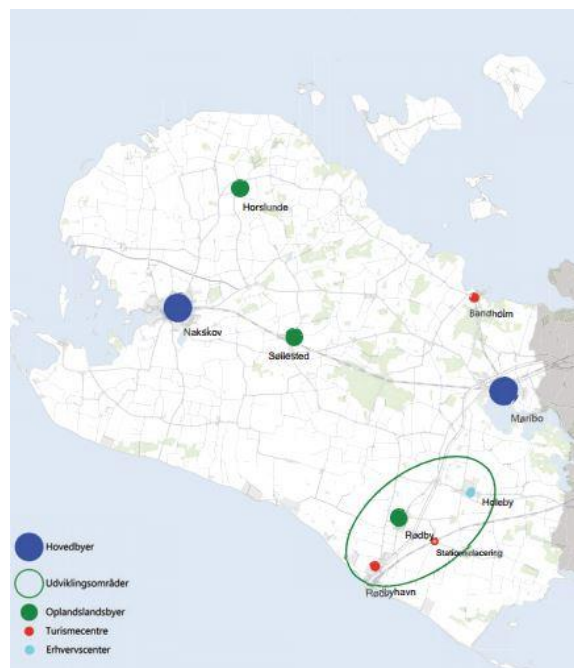 Horslunde
Bandholm
Nakskov
Søllested
Maribo
Holeby
Rødby
Stationsplacering
Rødbyhavn
Hovedbyer
Udviklingsområder
Oplandslandsbyer
Turismecentre
Erhvervscenter